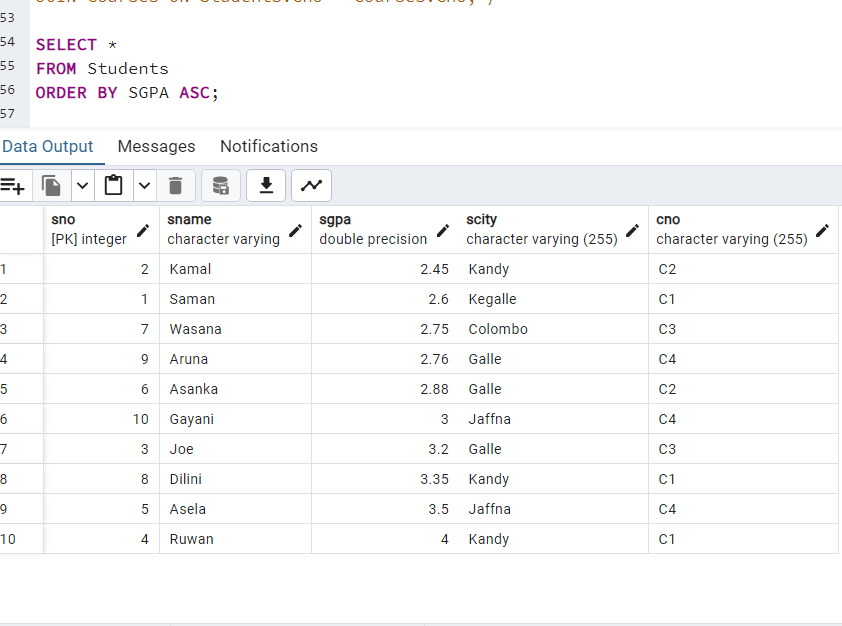 53
54 SELECT *
55 FROM Students
56 ORDER BY SGPA ASC;
57
Data Output Messages Notifications
sno sname sgpa scity cno
[PK] integer character varying double precision character varying (255) character varying (255)
1 2 Kamal 2.45 Kandy C2
2 1 Saman 2.6 Kegalle C1
3 7 Wasana 2.75 Colombo C3
4 9 Aruna 2.76 Galle C4
5 6 Asanka 2.88 Galle C2
6 10 Gayani 3 Jaffna C4
7 3 Joe 3.2 Galle C3
8 8 Dilini 3.35 Kandy C1
9 5 Asela 3.5 Jaffna C4
10 4 Ruwan 4 Kandy C1